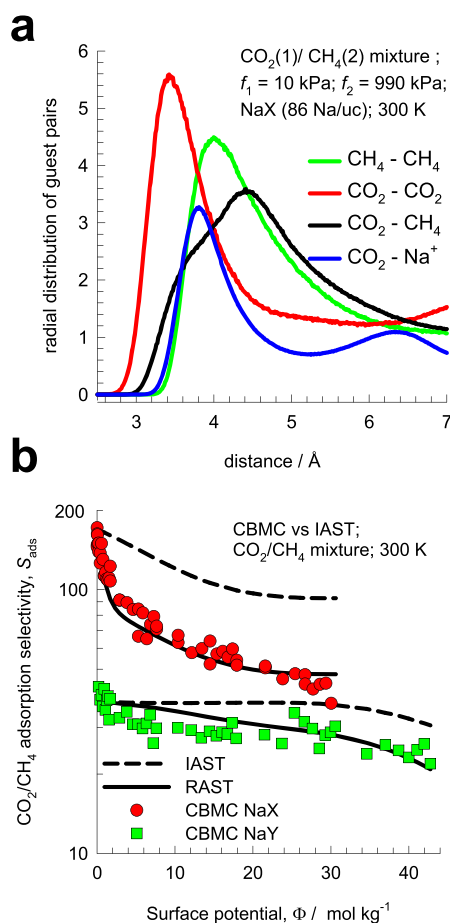 a
CO₂(1)/ CH₄(2) mixture ;
f₁ = 10 kPa; f₂ = 990 kPa;
NaX (86 Na/uc); 300 K
CH₄ - CH₄
CO₂ - CO₂
CO₂ - CH₄
CO₂ - Na⁺
radial distribution of guest pairs
6
5
4
3
2
1
0
3 4 5 6 7
distance / Å
b
CBMC vs IAST;
CO₂/CH₄ mixture; 300 K
CO₂/CH₄ adsorption selectivity, Sads
200
100
10
IAST
RAST
CBMC NaX
CBMC NaY
0 10 20 30 40
Surface potential, Φ / mol kg⁻¹